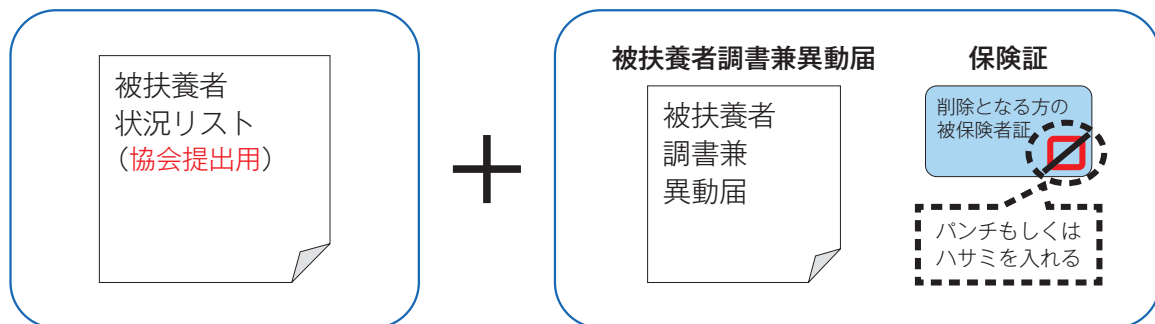 被扶養者
状況リスト
(協会提出用)
+
被扶養者調書兼異動届
被扶養者
調書兼
異動届
保険証
削除となる方の
被保険者証
パンチもしくは
ハサミを入れる